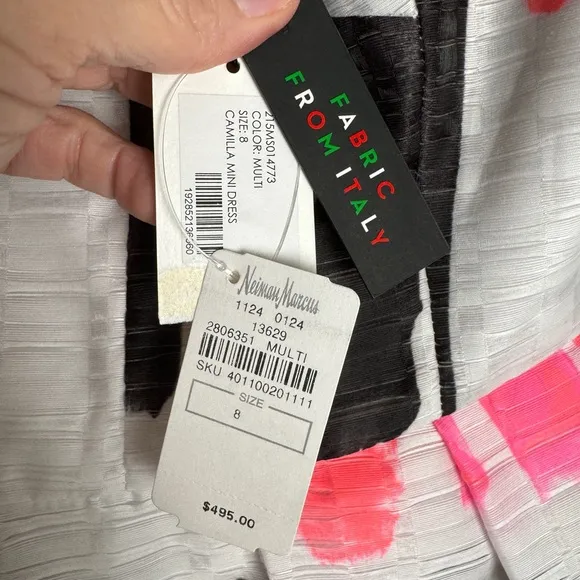 FABRIC
FROM ITALY
215MS014773
COLOR: MULTI
SIZE: 8
CAMILLA MINI DRESS
Neiman Marcus
1124 0124
13629
2806351 MULTI
SKU 401100201111
SIZE
8
$495.00